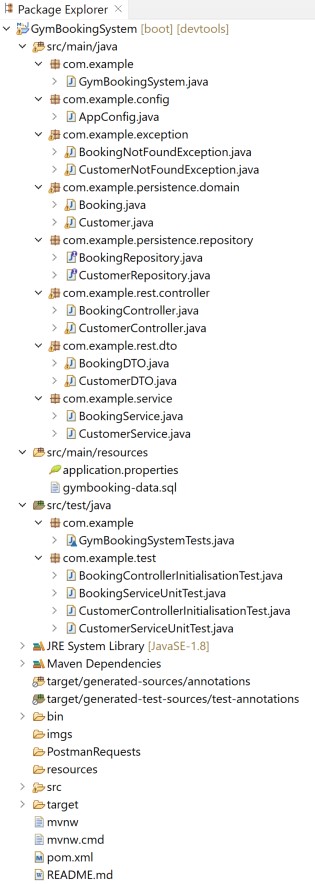 Package Explorer
GymBookingSystem [boot] [devtools]
src/main/java
com.example
GymBookingSystem.java
com.example.config
AppConfig.java
com.example.exception
BookingNotFoundException.java
CustomerNotFoundException.java
com.example.persistence.domain
Booking.java
Customer.java
com.example.persistence.repository
BookingRepository.java
CustomerRepository.java
com.example.rest.controller
BookingController.java
CustomerController.java
com.example.rest.dto
BookingDTO.java
CustomerDTO.java
com.example.service
BookingService.java
CustomerService.java
src/main/resources
application.properties
gymbooking-data.sql
src/test/java
com.example
GymBookingSystemTests.java
com.example.test
BookingControllerInitialisationTest.java
BookingServiceUnitTest.java
CustomerControllerInitialisationTest.java
CustomerServiceUnitTest.java
JRE System Library [JavaSE-1.8]
Maven Dependencies
target/generated-sources/annotations
target/generated-test-sources/test-annotations
bin
imgs
PostmanRequests
resources
src
target
mvnw
mvnw.cmd
pom.xml
README.md